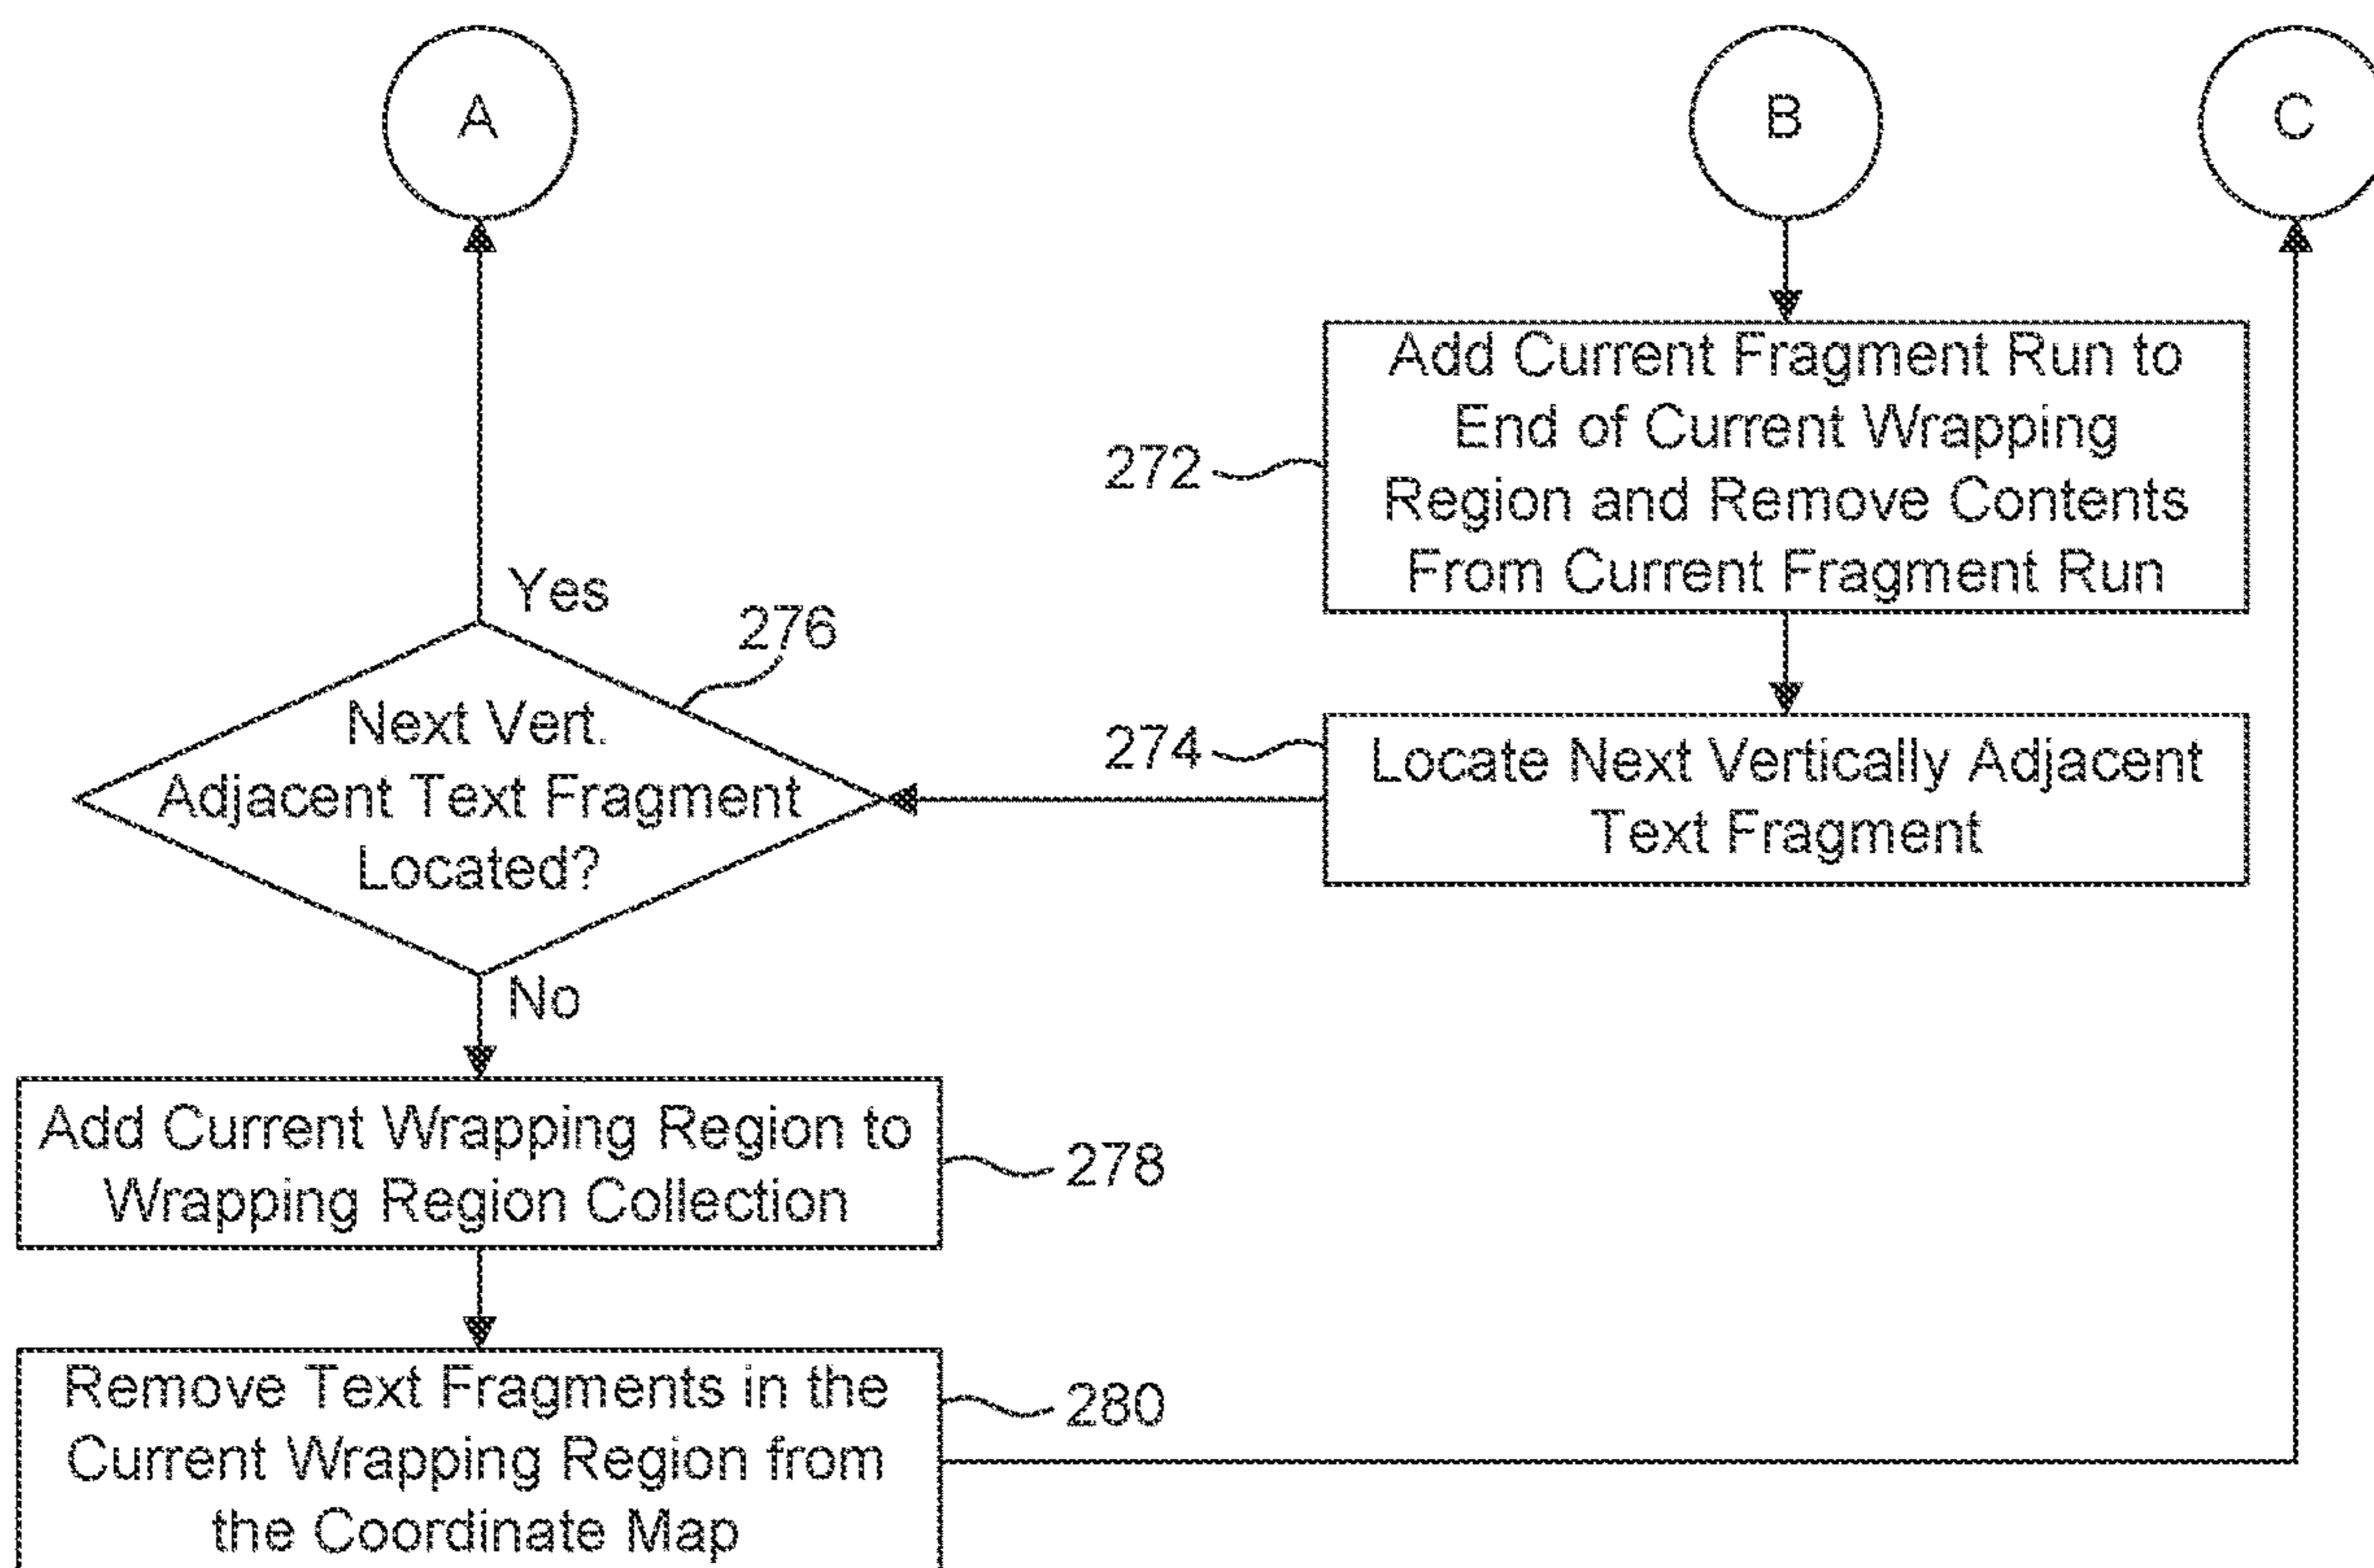 A
B
C
Add Current Fragment Run to
End of Current Wrapping
Region and Remove Contents
From Current Fragment Run
272
Yes
276
Next Vert.
Adjacent Text Fragment
Located?
274
Locate Next Vertically Adjacent
Text Fragment
No
Add Current Wrapping Region to
Wrapping Region Collection
278
Remove Text Fragments in the
Current Wrapping Region from
the Coordinate Map
280